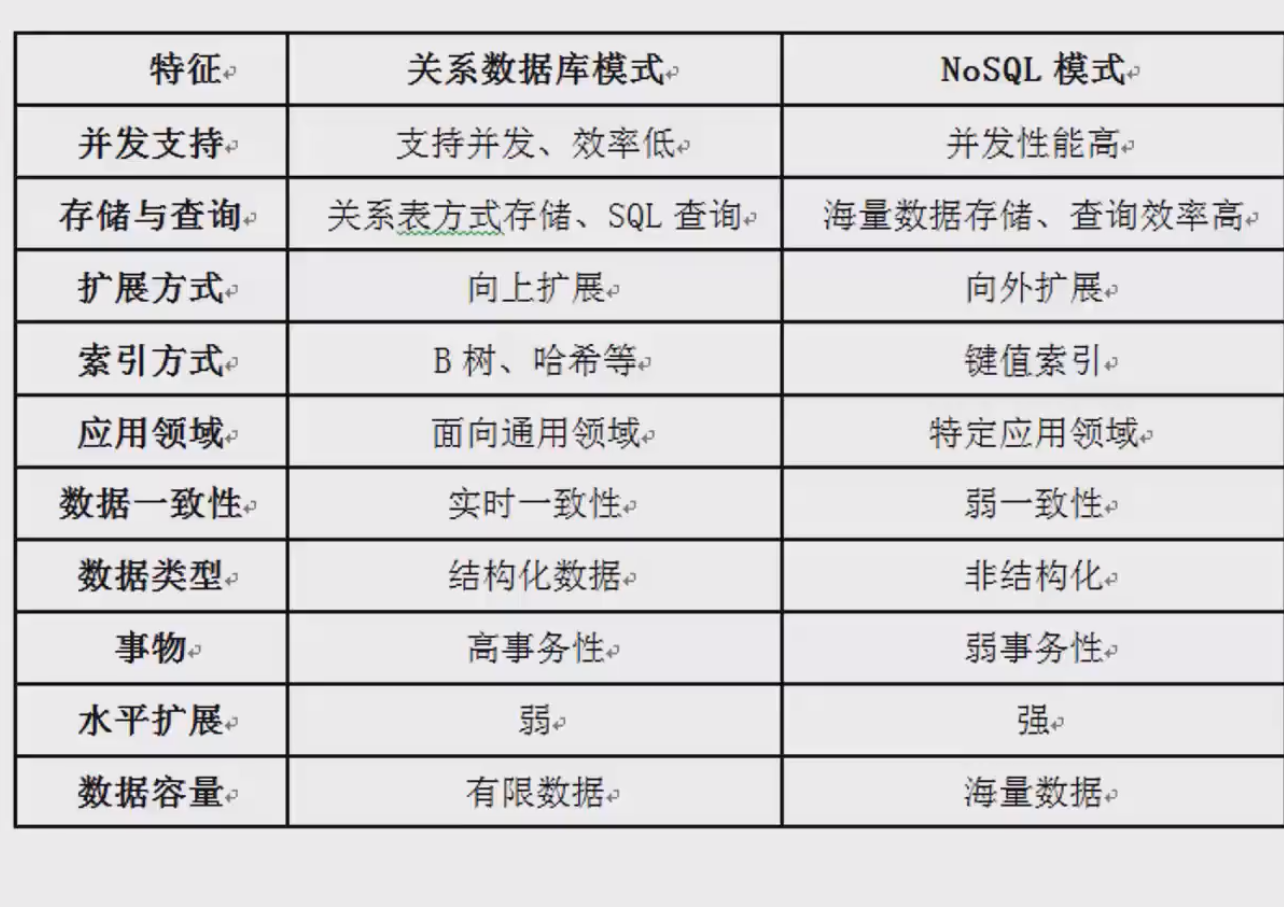 特征 关系数据库模式 NoSQL 模式
并发支持 支持并发、效率低 并发性能高
存储与查询 关系表方式存储、SQL 查询 海量数据存储、查询效率高
扩展方式 向上扩展 向外扩展
索引方式 B 树、哈希等 键值索引
应用领域 面向通用领域 特定应用领域
数据一致性 实时一致性 弱一致性
数据类型 结构化数据 非结构化
事物 高事务性 弱事务性
水平扩展 弱 强
数据容量 有限数据 海量数据